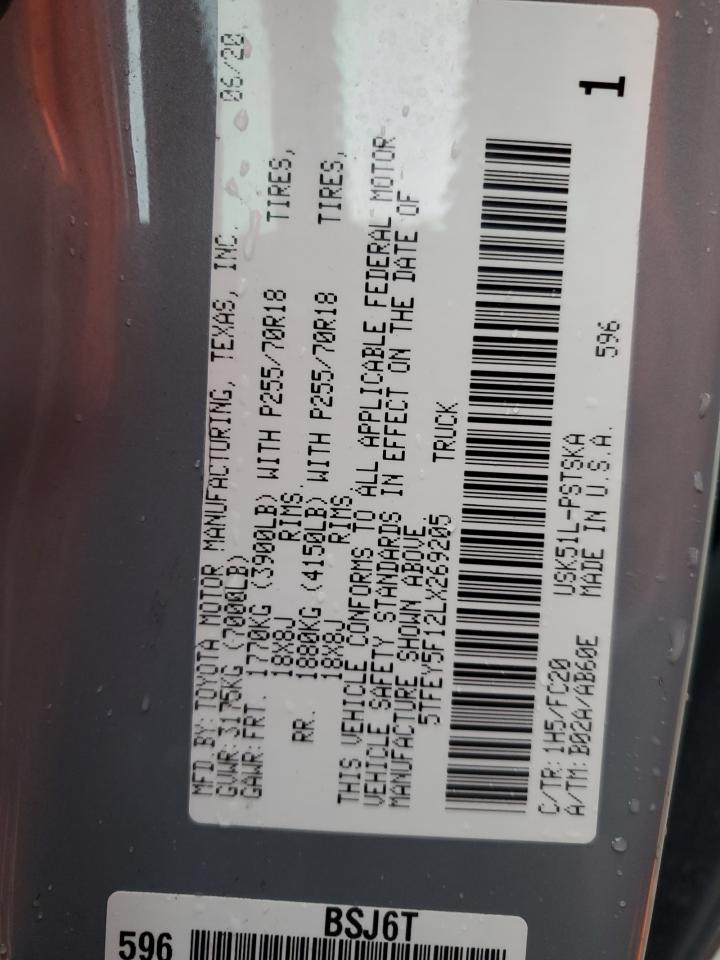 MFD BY: TOYOTA MOTOR MANUFACTURING, TEXAS, INC. 06/20
GVWR: 3175KG (7000LB)
GAWR: FRT. 1770KG (3900LB) WITH P255/70R18 TIRES,
18x8J RIMS,
RR. 1880KG (4150LB) WITH P255/70R18 TIRES,
18x8J RIMS
THIS VEHICLE CONFORMS TO ALL APPLICABLE FEDERAL MOTOR
VEHICLE SAFETY STANDARDS IN EFFECT ON THE DATE OF
MANUFACTURE SHOWN ABOVE.
5TFEY5F12LX269205 TRUCK
C/TR: 1H5/FC20 USK51L-PSTSKA 596 1
A/TM: B02A/AB60E MADE IN U.S.A.
BSJ6T
596